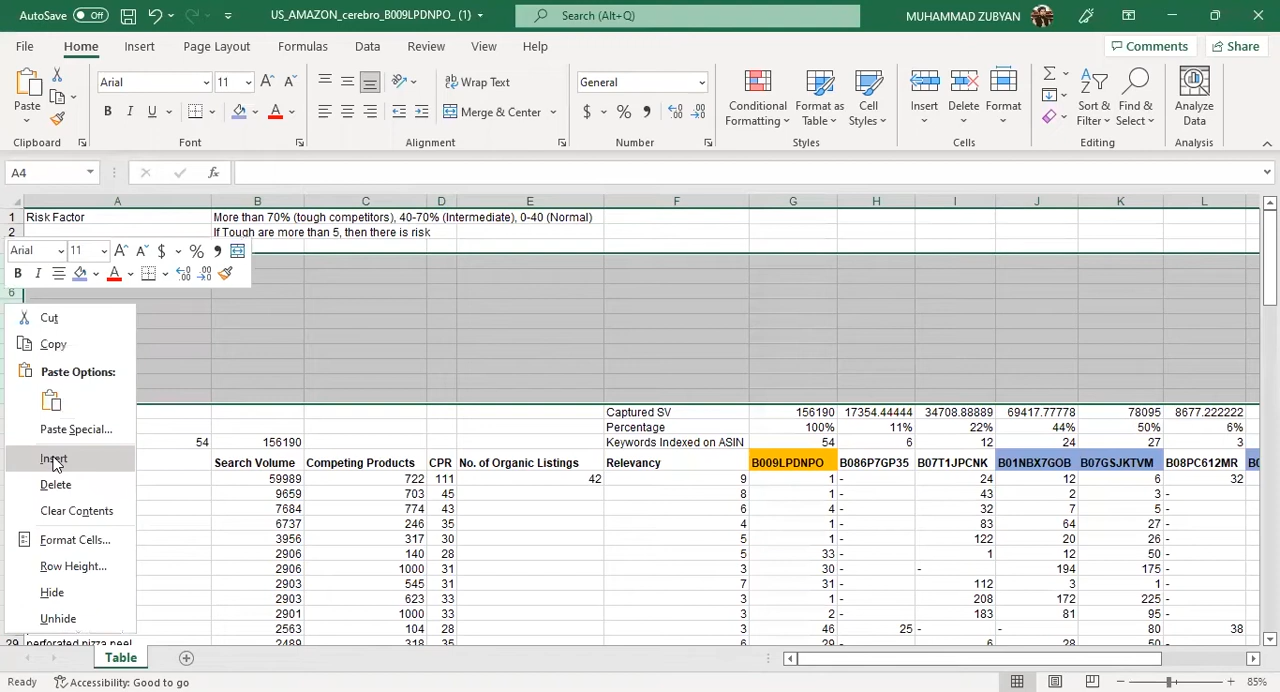 AutoSave Off US_AMAZON_cerebro_B009LPDNPO_ (1) Search (Alt+Q) MUHAMMAD ZUBYAN
File Home Insert Page Layout Formulas Data Review View Help Comments Share
Paste Arial 11 Wrap Text General Conditional Formatting Format as Table Cell Styles Insert Delete Format Sort & Filter Find & Select Analyze Data
B I U Merge & Center $ %
Clipboard Font Alignment Number Styles Cells Editing Analysis
A4 fx
A B C D E F G H I J K L
1 Risk Factor More than 70% (tough competitors), 40-70% (Intermediate), 0-40 (Normal)
2 If Tough are more than 5, then there is risk
Arial 11 $ %
B I A
6
Cut
Copy
Paste Options:
Paste Special...
Insert
Delete
Clear Contents
Format Cells...
Row Height...
Hide
Unhide
Captured SV 156190 17354.44444 34708.88889 69417.77778 78095 8677.222222
Percentage 100% 11% 22% 44% 50% 6%
54 156190 Keywords Indexed on ASIN 54 6 12 24 27 3
Search Volume Competing Products CPR No. of Organic Listings Relevancy B009LPDNPO B086P7GP35 B07T1JPCNK B01NBX7GOB B07GSJKTVM B08PC612MR
59989 722 111 42 9 1 - 24 12 6 32
9659 703 45 8 1 - 43 2 3 -
7684 774 43 6 4 - 32 7 5 -
6737 246 35 4 1 - 83 64 27 -
3956 317 30 5 1 - 122 20 26 -
2906 140 28 5 33 - 1 12 50 -
2906 1000 31 3 30 - - 194 175 -
2903 545 31 7 31 - 112 3 1 -
2903 623 33 3 1 - 208 172 225 -
2901 1000 33 3 2 - 183 81 95 -
2563 104 28 3 46 25 - - 80 38
29 perforated pizza peel 2489 318 35 5 29 - 6 28 50 -
Table
Ready Accessibility: Good to go 85%